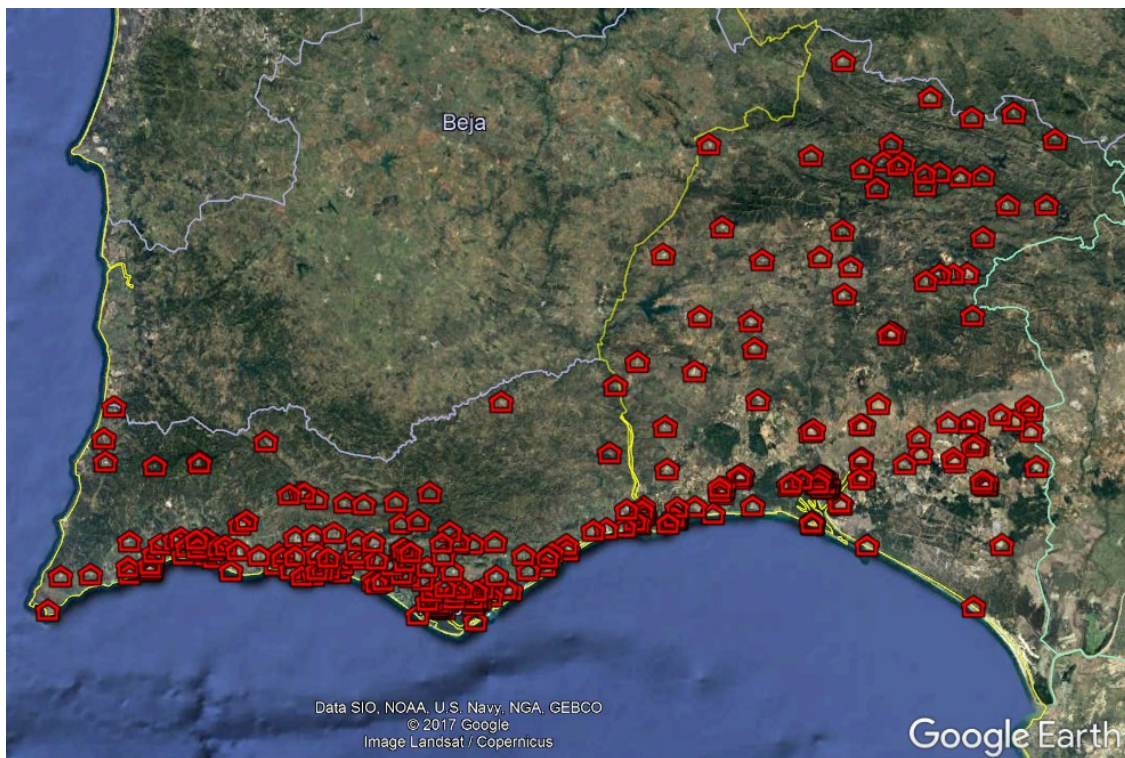 Beja
Data SIO, NOAA, U.S. Navy, NGA, GEBCO
© 2017 Google
Image Landsat / Copernicus
Google Earth